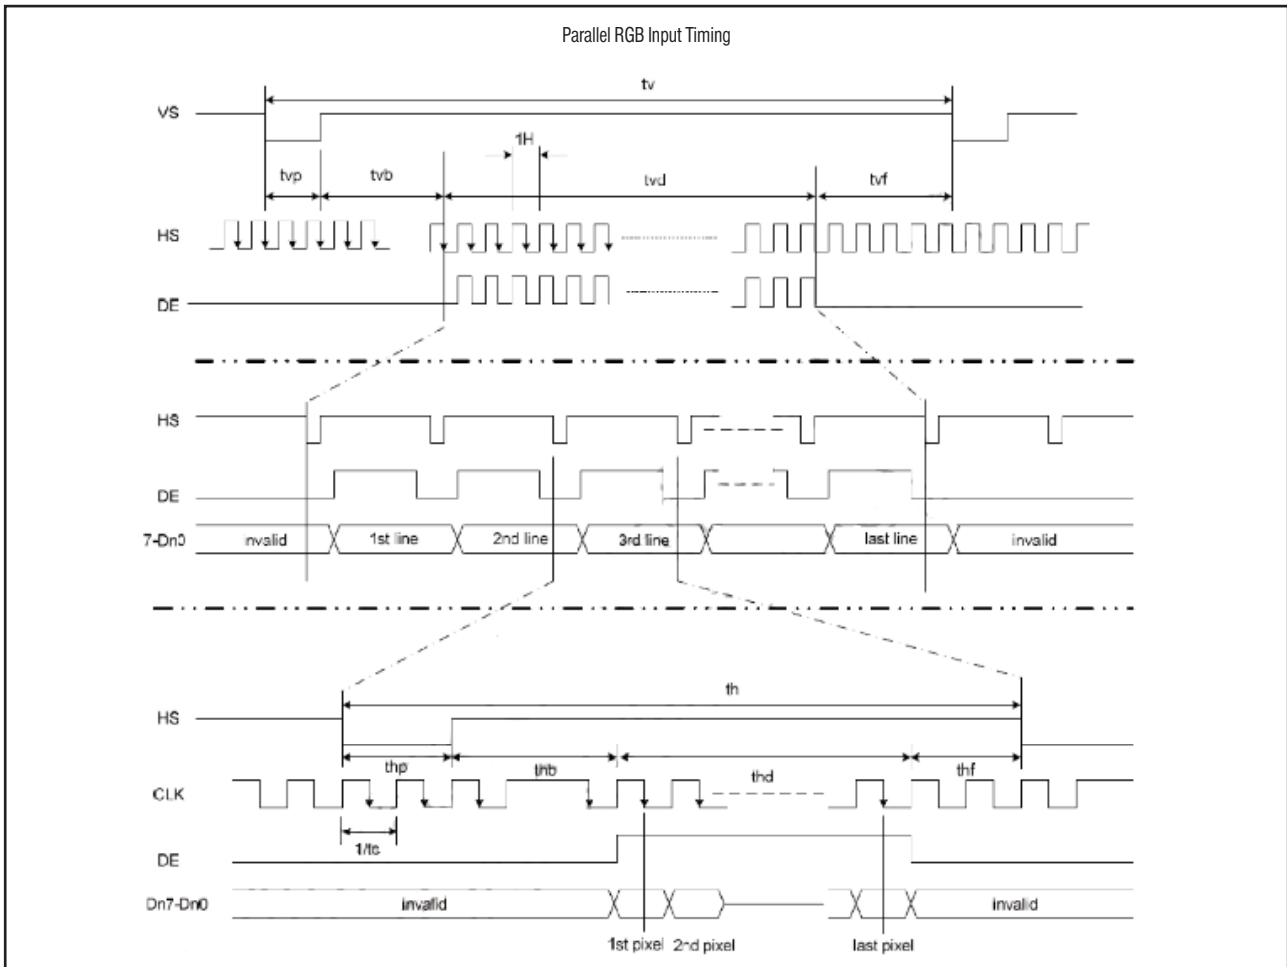 Parallel RGB Input Timing
tv
VS
1H
tvp
tvb
tvd
tvf
HS
DE
HS
DE
7-Dn0
invalid
1st line
2nd line
3rd line
last line
invalid
th
HS
thp
thb
thd
thf
CLK
1/tc
DE
Dn7-Dn0
invalid
invalid
1st pixel
2nd pixel
last pixel